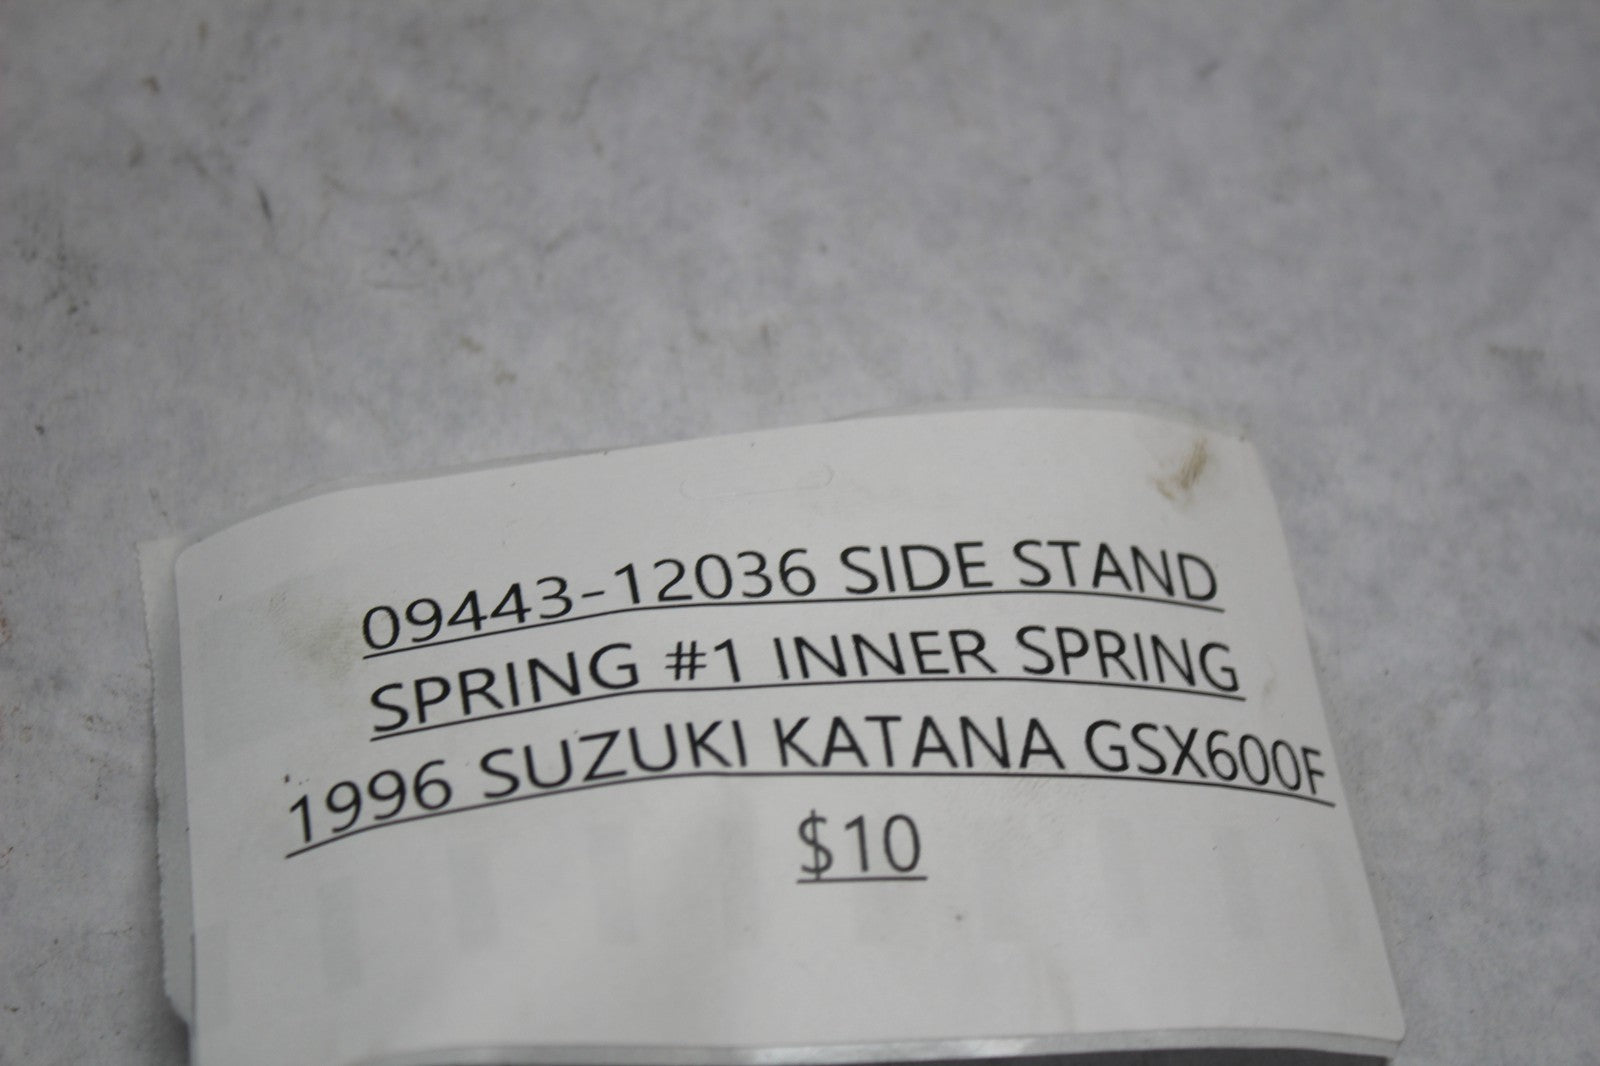 09443-12036 SIDE STAND
SPRING #1 INNER SPRING
1996 SUZUKI KATANA GSX600F
$10